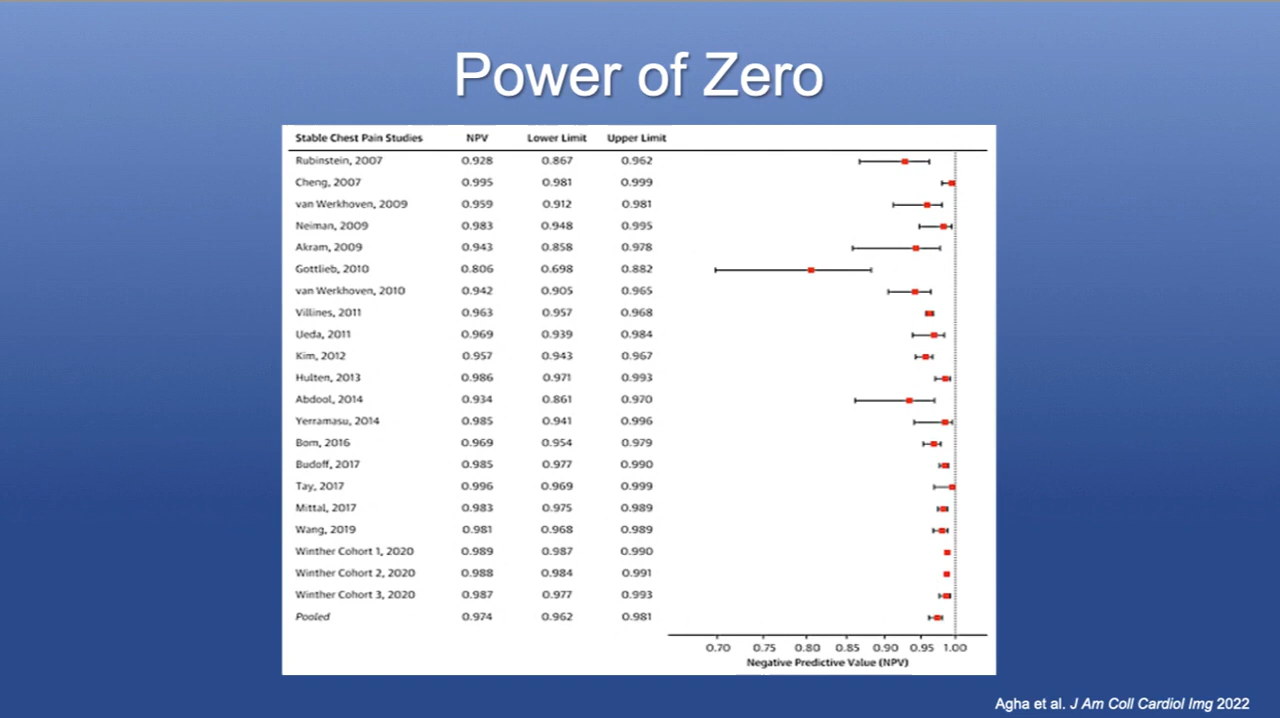 Power of Zero
Stable Chest Pain Studies NPV Lower Limit Upper Limit
Rubinstein, 2007 0.928 0.867 0.962
Cheng, 2007 0.995 0.981 0.999
van Werkhoven, 2009 0.959 0.912 0.981
Neiman, 2009 0.983 0.948 0.995
Akram, 2009 0.943 0.858 0.978
Gottlieb, 2010 0.806 0.698 0.882
van Werkhoven, 2010 0.942 0.905 0.965
Villines, 2011 0.963 0.957 0.968
Ueda, 2011 0.969 0.939 0.984
Kim, 2012 0.957 0.943 0.967
Hulten, 2013 0.986 0.971 0.993
Abdool, 2014 0.934 0.861 0.970
Yerramasu, 2014 0.985 0.941 0.996
Bom, 2016 0.969 0.954 0.979
Budoff, 2017 0.985 0.977 0.990
Tay, 2017 0.996 0.969 0.999
Mittal, 2017 0.983 0.975 0.989
Wang, 2019 0.981 0.968 0.989
Winther Cohort 1, 2020 0.989 0.987 0.990
Winther Cohort 2, 2020 0.988 0.984 0.991
Winther Cohort 3, 2020 0.987 0.977 0.993
Pooled 0.974 0.962 0.981
0.70 0.75 0.80 0.85 0.90 0.95 1.00
Negative Predictive Value (NPV)
Agha et al. J Am Coll Cardiol Img 2022